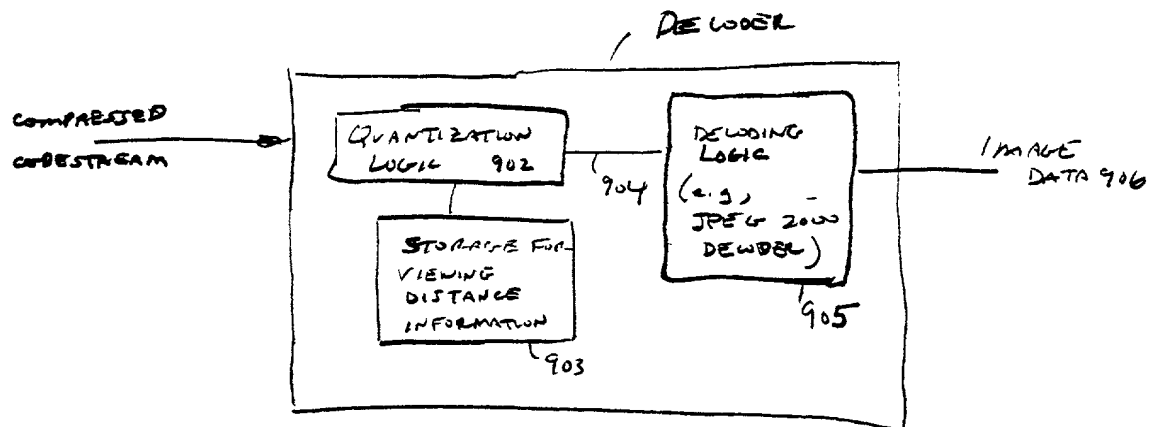 DECODER
COMPRESSED
CODESTREAM
QUANTIZATION
LOGIC 902
904
DECODING
LOGIC
(e.g,
JPEG 2000
DECODER)
905
IMAGE
DATA 906
STORAGE FOR
VIEWING
DISTANCE
INFORMATION
903